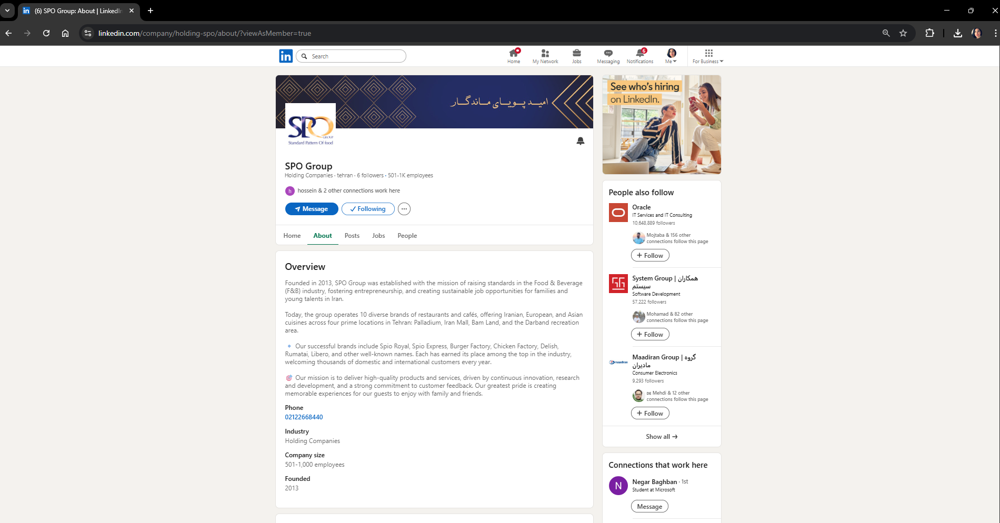 (6) SPO Group: About | LinkedIn
linkedin.com/company/holding-spo/about/?viewAsMember=true
in
Search
Home
My Network
Jobs
Messaging
6
Notifications
Me
For Business
امید پویای ماندگار
SPO
GROUP
Standard Pattern Of food
SPO Group
Holding Companies · tehran · 6 followers · 501-1K employees
h
hossein & 2 other connections work here
Message
Following
Home
About
Posts
Jobs
People
Overview
Founded in 2013, SPO Group was established with the mission of raising standards in the Food & Beverage
(F&B) industry, fostering entrepreneurship, and creating sustainable job opportunities for families and
young talents in Iran.
Today, the group operates 10 diverse brands of restaurants and cafés, offering Iranian, European, and Asian
cuisines across four prime locations in Tehran: Palladium, Iran Mall, Bam Land, and the Darband recreation
area.
🔹 Our successful brands include Spio Royal, Spio Express, Burger Factory, Chicken Factory, Delish,
Rumatai, Libero, and other well-known names. Each has earned its place among the top in the industry,
welcoming thousands of domestic and international customers every year.
🎯 Our mission is to deliver high-quality products and services, driven by continuous innovation, research
and development, and a strong commitment to customer feedback. Our greatest pride is creating
memorable experiences for our guests to enjoy with family and friends.
Phone
02122668440
Industry
Holding Companies
Company size
501-1,000 employees
Founded
2013
See who's hiring
on LinkedIn.
People also follow
Oracle
IT Services and IT Consulting
10,648,889 followers
Mojtaba & 156 other
connections follow this page
+ Follow
System Group | همکاران
سیستم
Software Development
57,222 followers
Mohamad & 82 other
connections follow this page
+ Follow
maadiran
Maadiran Group | گروه
مادیران
Consumer Electronics
9,293 followers
DE Mehdi & 12 other
connections follow this page
+ Follow
Show all →
Connections that work here
N
Negar Baghban · 1st
Student at Microsoft
Message